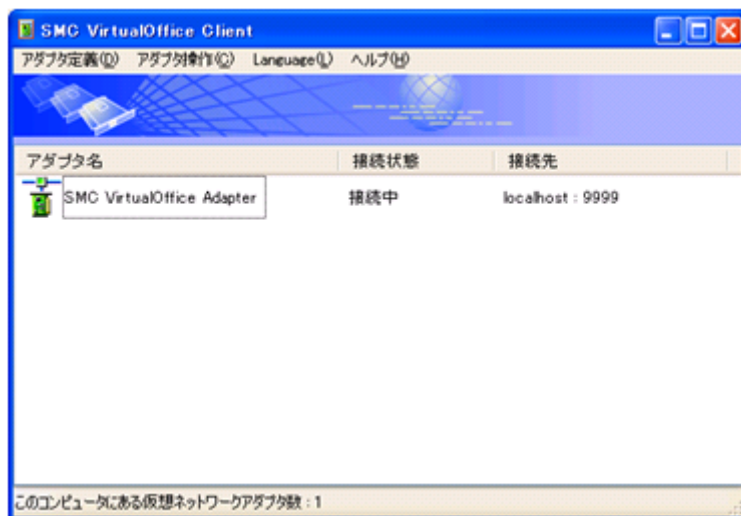 SMC VirtualOffice Client
アダプタ定義(D) アダプタ操作(C) Language(L) ヘルプ(H)
アダプタ名 接続状態 接続先
SMC VirtualOffice Adapter 接続中 localhost : 9999
このコンピュータにある仮想ネットワークアダプタ数 : 1